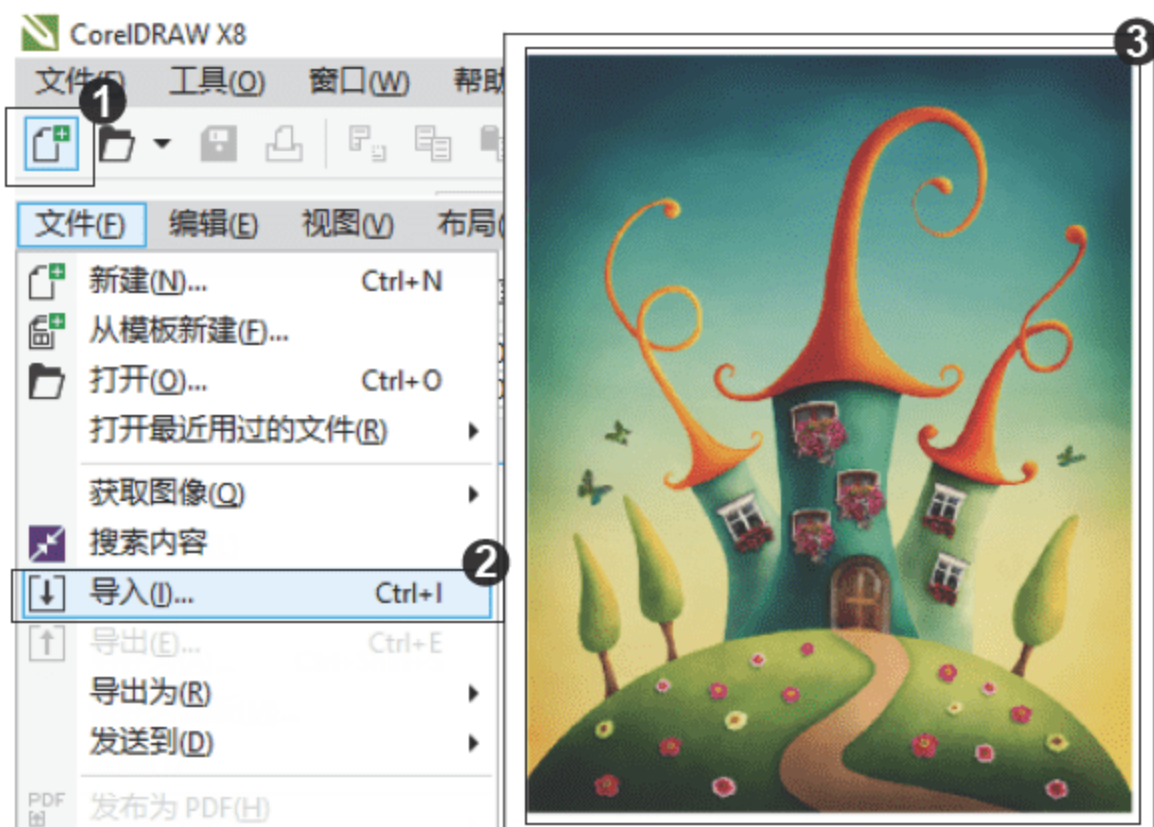 CorelDRAW X8
文件(F) 工具(O) 窗口(W) 帮助
1
文件(F) 编辑(E) 视图(V) 布局(
新建(N)... Ctrl+N
从模板新建(F)...
打开(O)... Ctrl+O
打开最近用过的文件(R)
获取图像(Q)
搜索内容
2
导入(I)... Ctrl+I
导出(E)... Ctrl+E
导出为(R)
发送到(D)
PDF 发布为 PDF(H)
3